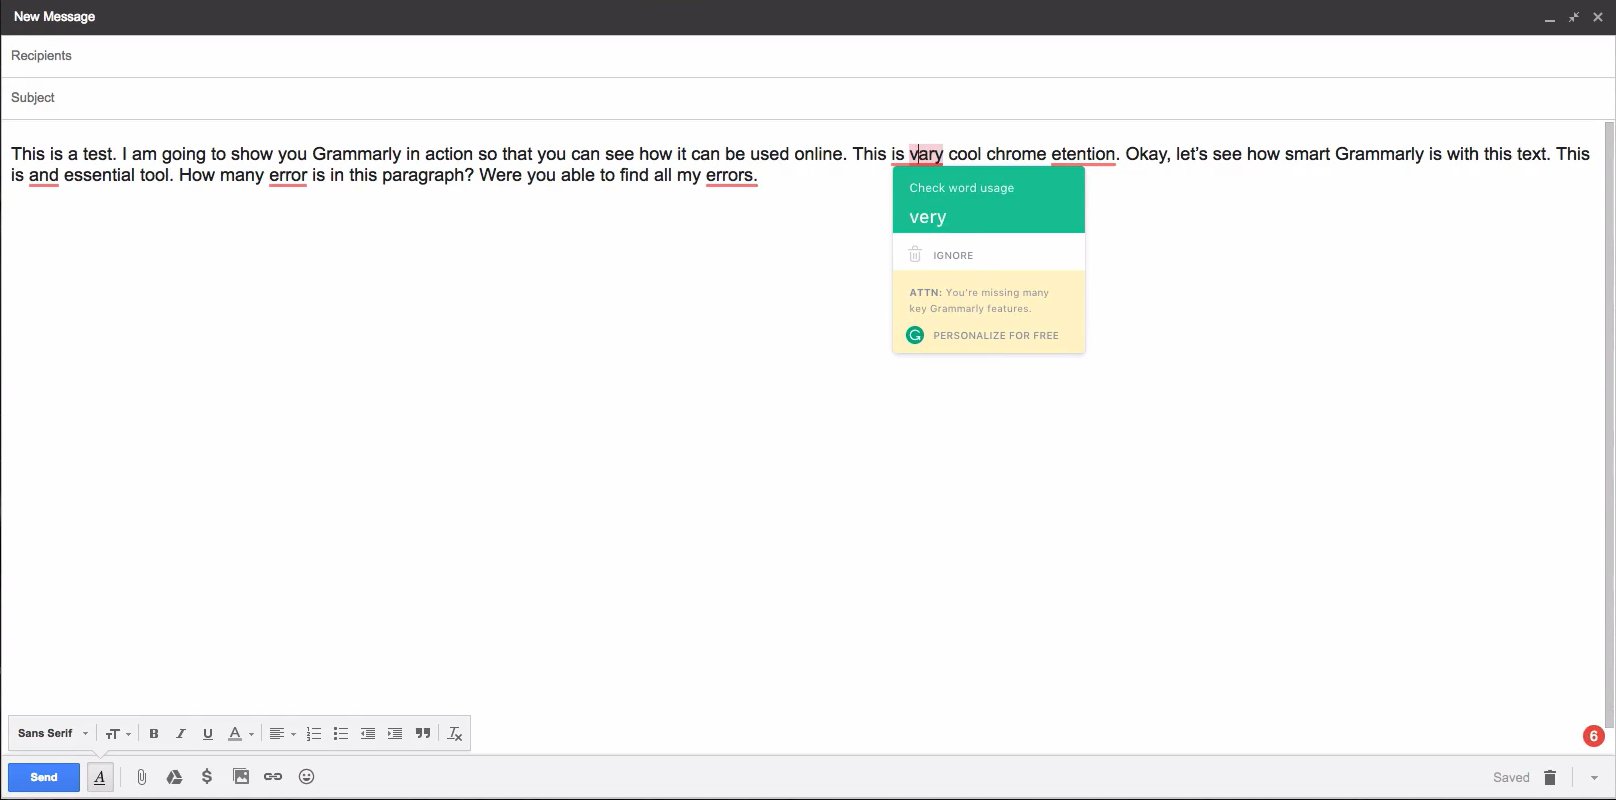 New Message
Recipients
Subject
This is a test. I am going to show you Grammarly in action so that you can see how it can be used online. This is vary cool chrome etention. Okay, let’s see how smart Grammarly is with this text. This
is and essential tool. How many error is in this paragraph? Were you able to find all my errors.
Check word usage
very
IGNORE
ATTN: You're missing many
key Grammarly features.
PERSONALIZE FOR FREE
Sans Serif
6
Send
Saved